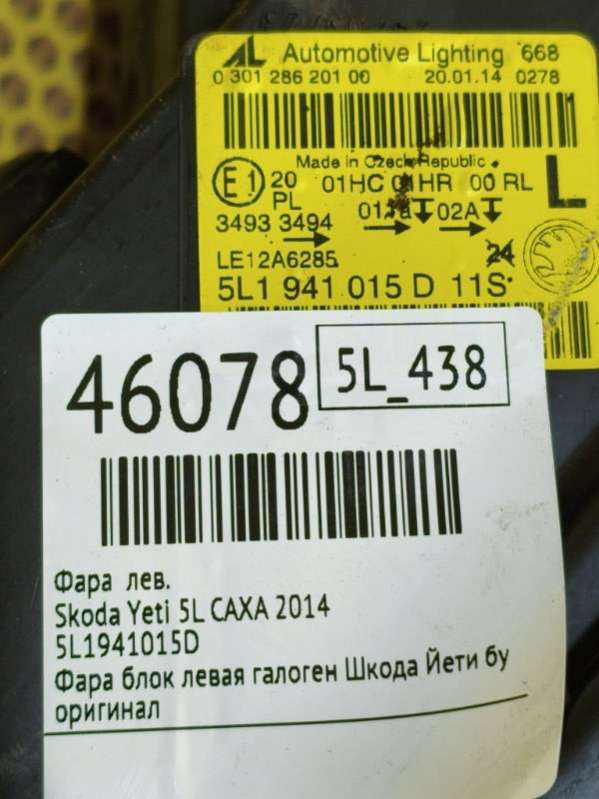 AL Automotive Lighting 668
0 301 286 201 00 20.01.14 0278
Made in Czech Republic
E1 20 PL 01HC 01HR 00 RL L
02A
3493 3494
LE12A6285 24
5L1 941 015 D 11S
46078 5L_438
Фара лев.
Skoda Yeti 5L CAXA 2014
5L1941015D
Фара блок левая галоген Шкода Йети бу
оригинал